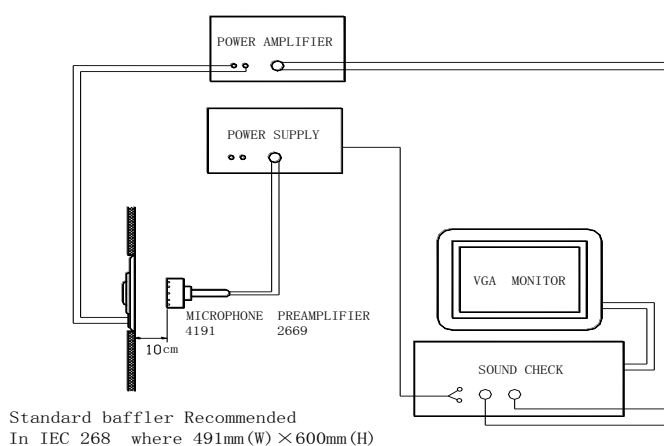 POWER AMPLIFIER
POWER SUPPLY
VGA MONITOR
MICROPHONE PREAMPLIFIER
4191 2669
10cm
SOUND CHECK
Standard baffler Recommended
In IEC 268 where 491mm(W)×600mm(H)